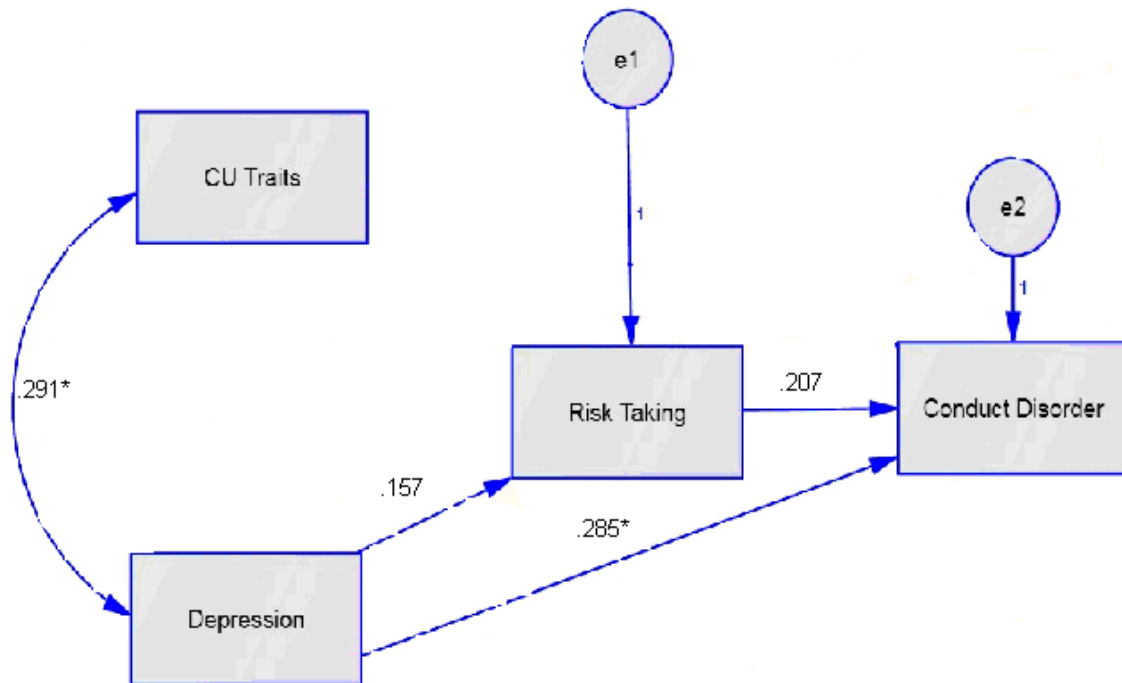 e1
CU Traits
e2
1
1
.291*
Risk Taking
.207
Conduct Disorder
.157
.285*
Depression